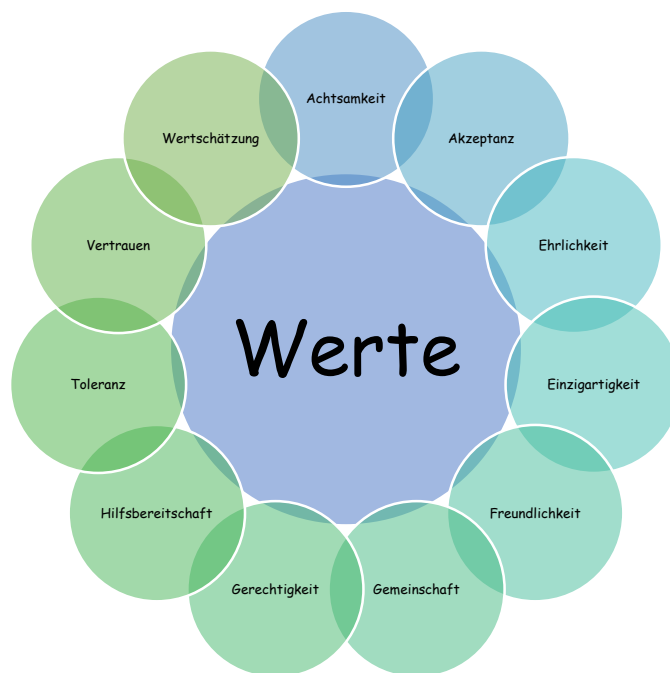 Achtsamkeit
Akzeptanz
Ehrlichkeit
Einzigartigkeit
Freundlichkeit
Gemeinschaft
Gerechtigkeit
Hilfsbereitschaft
Toleranz
Vertrauen
Wertschätzung
Werte